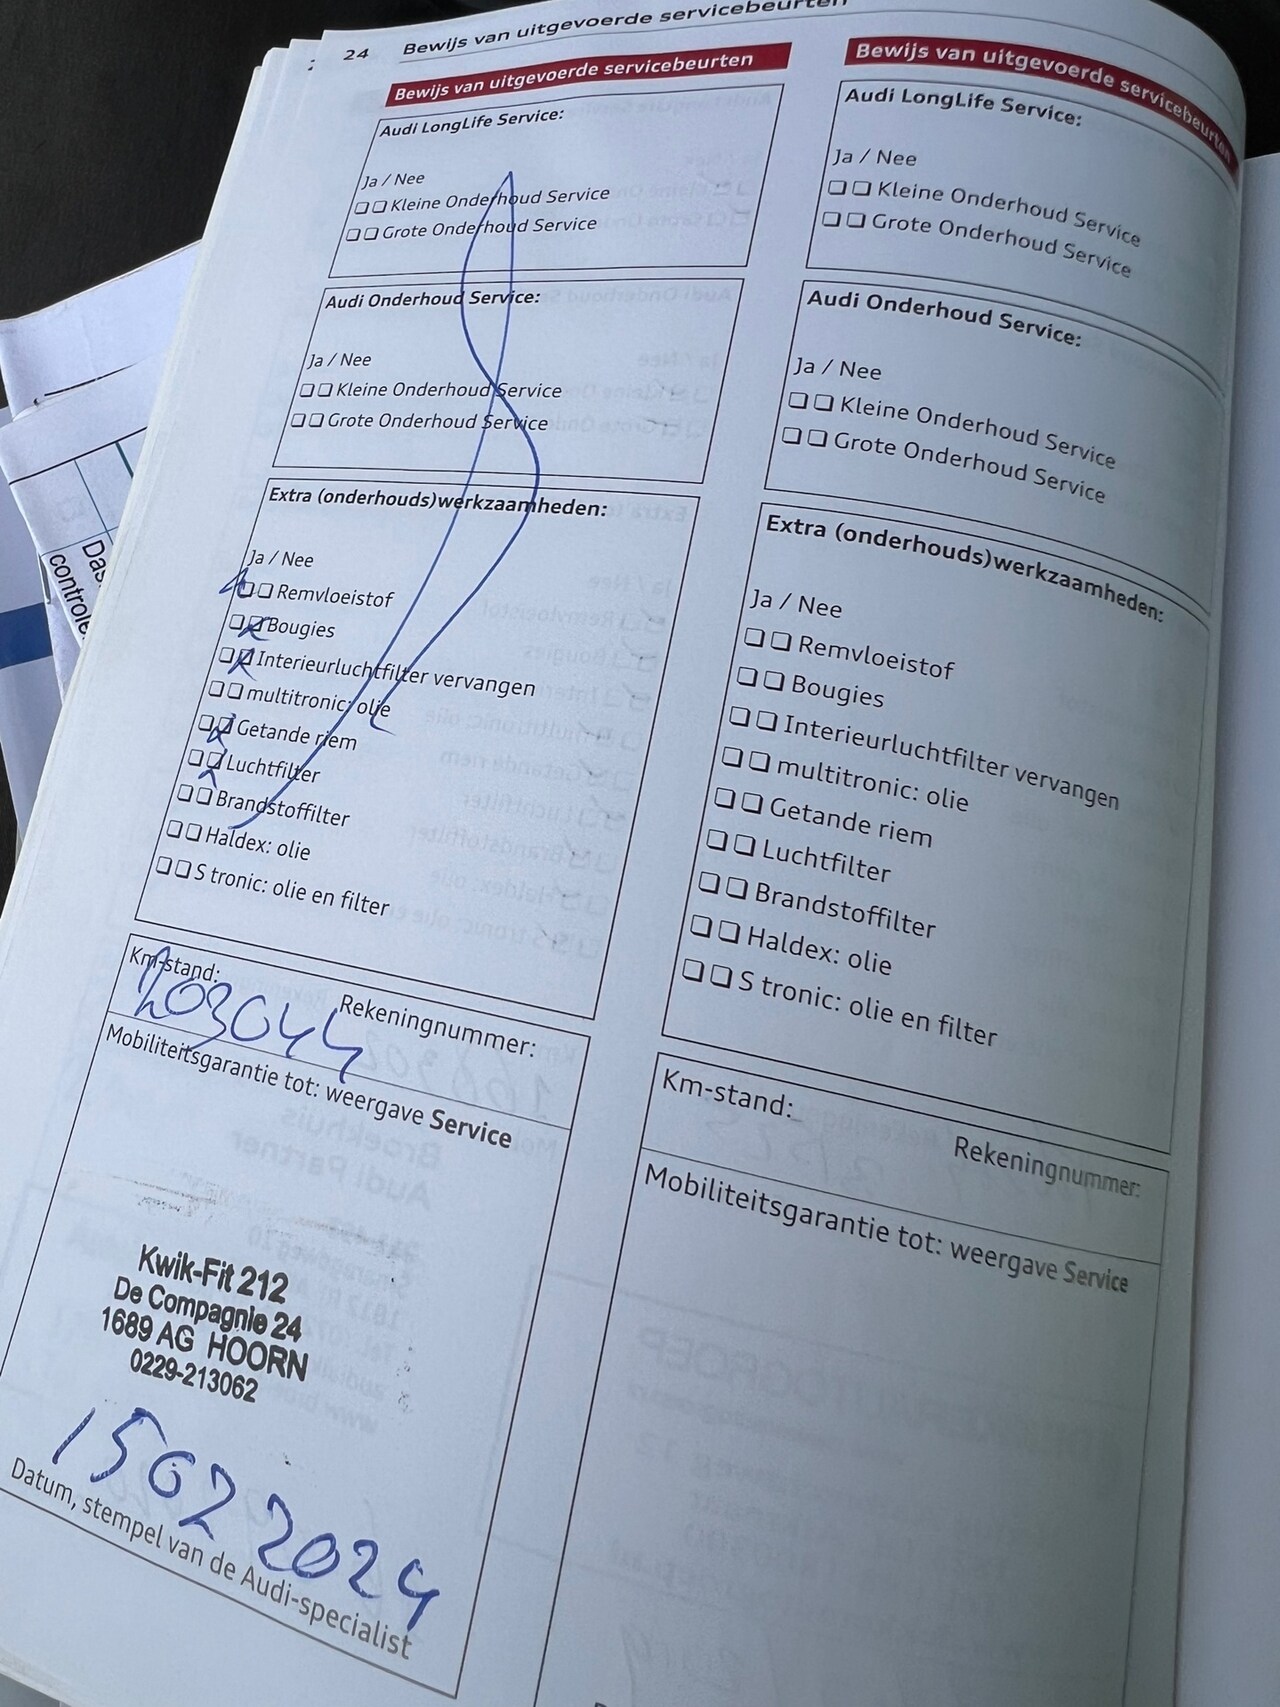 24
Bewijs van uitgevoerde servicebeurten
Bewijs van uitgevoerde servicebeurten
Audi LongLife Service:
Ja / Nee
❏ ❏ Kleine Onderhoud Service
❏ ❏ Grote Onderhoud Service
Audi Onderhoud Service:
Ja / Nee
❏ ❏ Kleine Onderhoud Service
❏ ❏ Grote Onderhoud Service
Extra (onderhouds)werkzaamheden:
Ja / Nee
❏ ❏ Remvloeistof
❏ ❏ Bougies
❏ ❏ Interieurluchtfilter vervangen
❏ ❏ multitronic: olie
❏ ❏ Getande riem
❏ ❏ Luchtfilter
❏ ❏ Brandstoffilter
❏ ❏ Haldex: olie
❏ ❏ S tronic: olie en filter
Km-stand:
203044
Rekeningnummer:
Mobiliteitsgarantie tot: weergave Service
Kwik-Fit 212
De Compagnie 24
1689 AG HOORN
0229-213062
15022024
Datum, stempel van de Audi-specialist
Bewijs van uitgevoerde servicebeurten
Audi LongLife Service:
Ja / Nee
❏ ❏ Kleine Onderhoud Service
❏ ❏ Grote Onderhoud Service
Audi Onderhoud Service:
Ja / Nee
❏ ❏ Kleine Onderhoud Service
❏ ❏ Grote Onderhoud Service
Extra (onderhouds)werkzaamheden:
Ja / Nee
❏ ❏ Remvloeistof
❏ ❏ Bougies
❏ ❏ Interieurluchtfilter vervangen
❏ ❏ multitronic: olie
❏ ❏ Getande riem
❏ ❏ Luchtfilter
❏ ❏ Brandstoffilter
❏ ❏ Haldex: olie
❏ ❏ S tronic: olie en filter
Km-stand:
Rekeningnummer:
Mobiliteitsgarantie tot: weergave Service